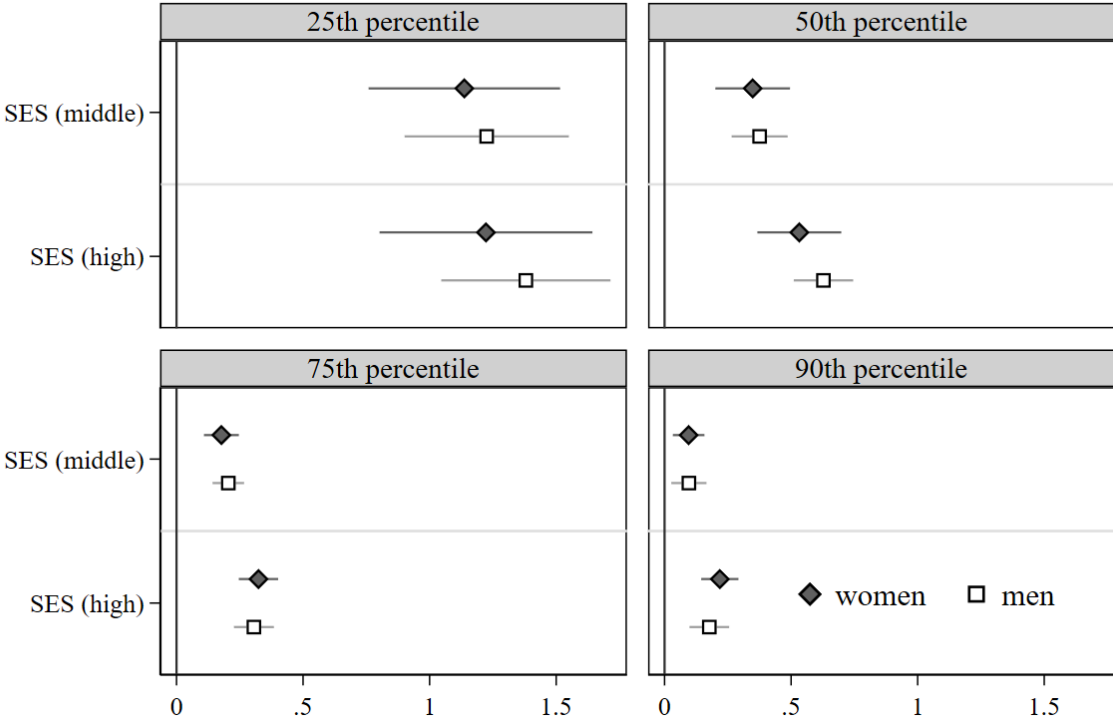 25th percentile
50th percentile
SES (middle)
SES (high)
75th percentile
90th percentile
SES (middle)
SES (high)
women
men
0 .5 1 1.5
0 .5 1 1.5